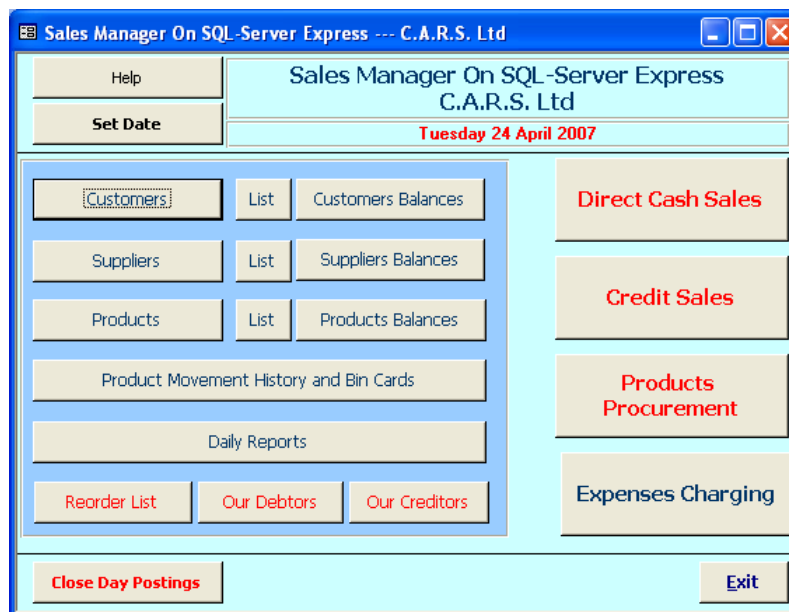 Sales Manager On SQL-Server Express --- C.A.R.S. Ltd
Help
Sales Manager On SQL-Server Express
C.A.R.S. Ltd
Set Date
Tuesday 24 April 2007
Customers
List
Customers Balances
Direct Cash Sales
Suppliers
List
Suppliers Balances
Credit Sales
Products
List
Products Balances
Product Movement History and Bin Cards
Products
Procurement
Daily Reports
Reorder List
Our Debtors
Our Creditors
Expenses Charging
Close Day Postings
Exit